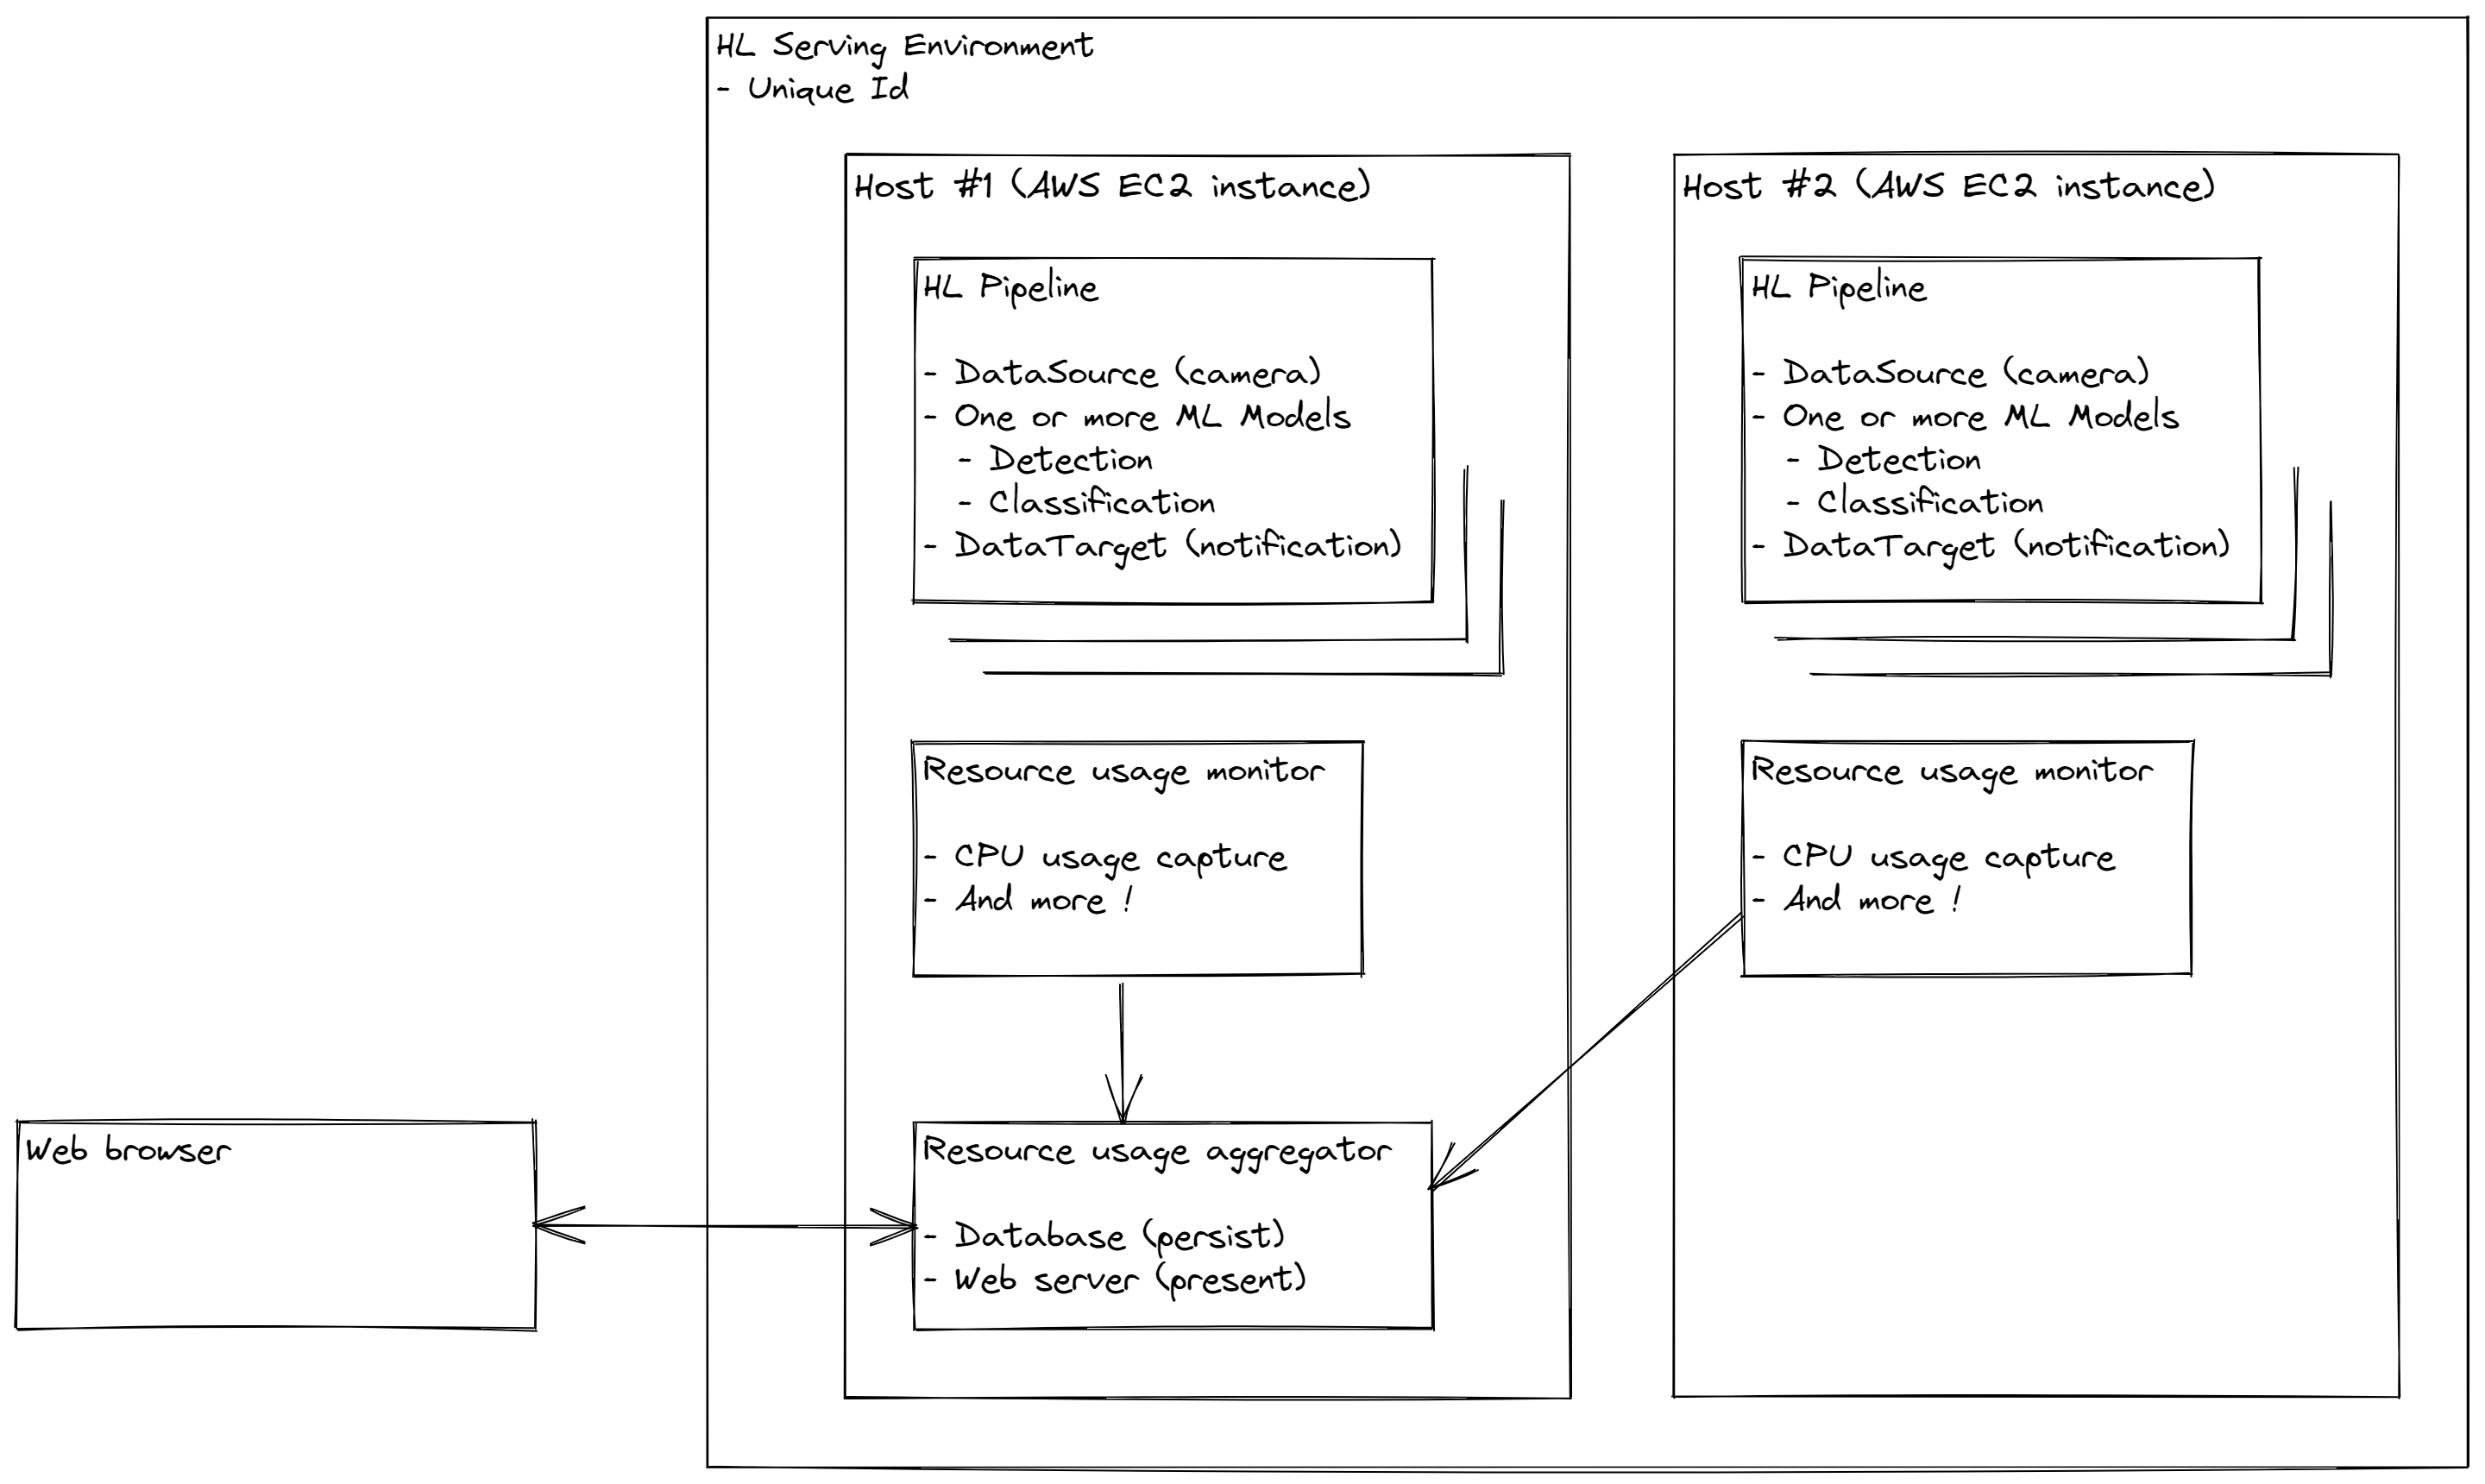 HL Serving Environment
- Unique Id
Host #1 (AWS EC2 instance)
HL Pipeline
- DataSource (camera)
- One or more ML Models
- Detection
- Classification
- DataTarget (notification)
Resource usage monitor
- CPU usage capture
- And more !
Resource usage aggregator
- Database (persist)
- Web server (present)
Host #2 (AWS EC2 instance)
HL Pipeline
- DataSource (camera)
- One or more ML Models
- Detection
- Classification
- DataTarget (notification)
Resource usage monitor
- CPU usage capture
- And more !
Web browser